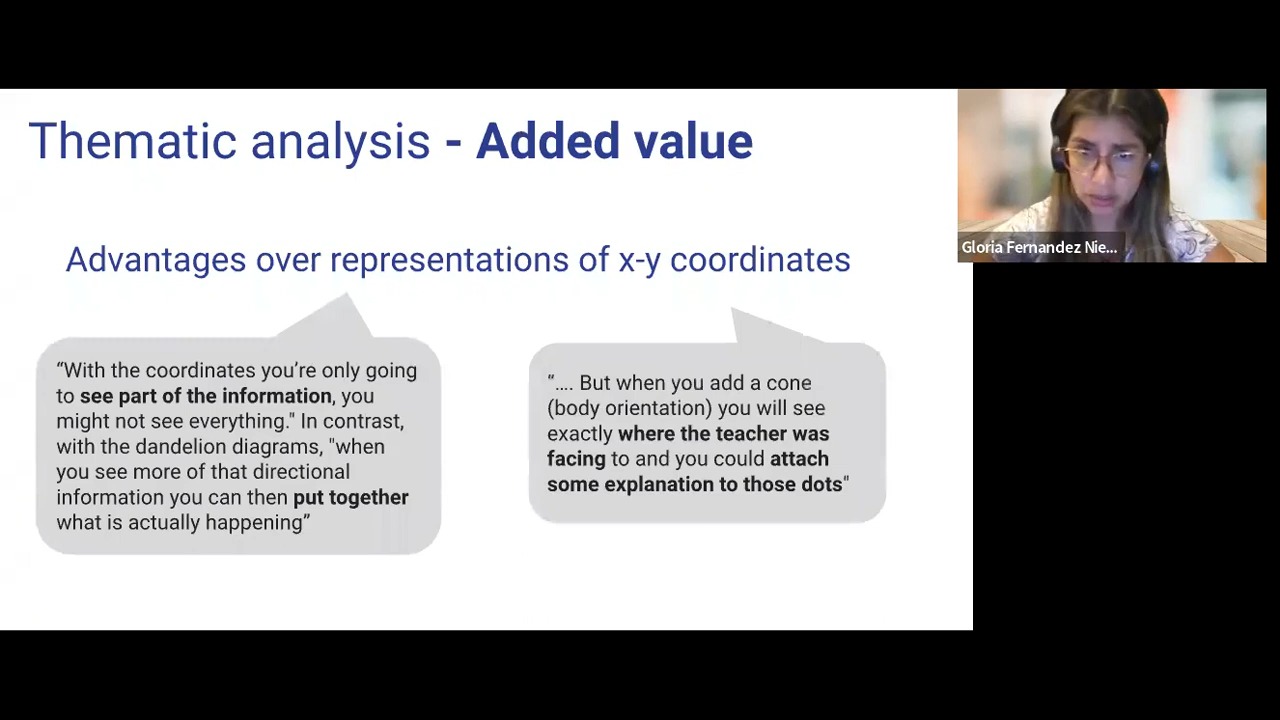 Thematic analysis - Added value
Gloria Fernandez Nie...
Advantages over representations of x-y coordinates
“With the coordinates you’re only going
to see part of the information, you
might not see everything." In contrast,
with the dandelion diagrams, "when
you see more of that directional
information you can then put together
what is actually happening”
“.... But when you add a cone
(body orientation) you will see
exactly where the teacher was
facing to and you could attach
some explanation to those dots"